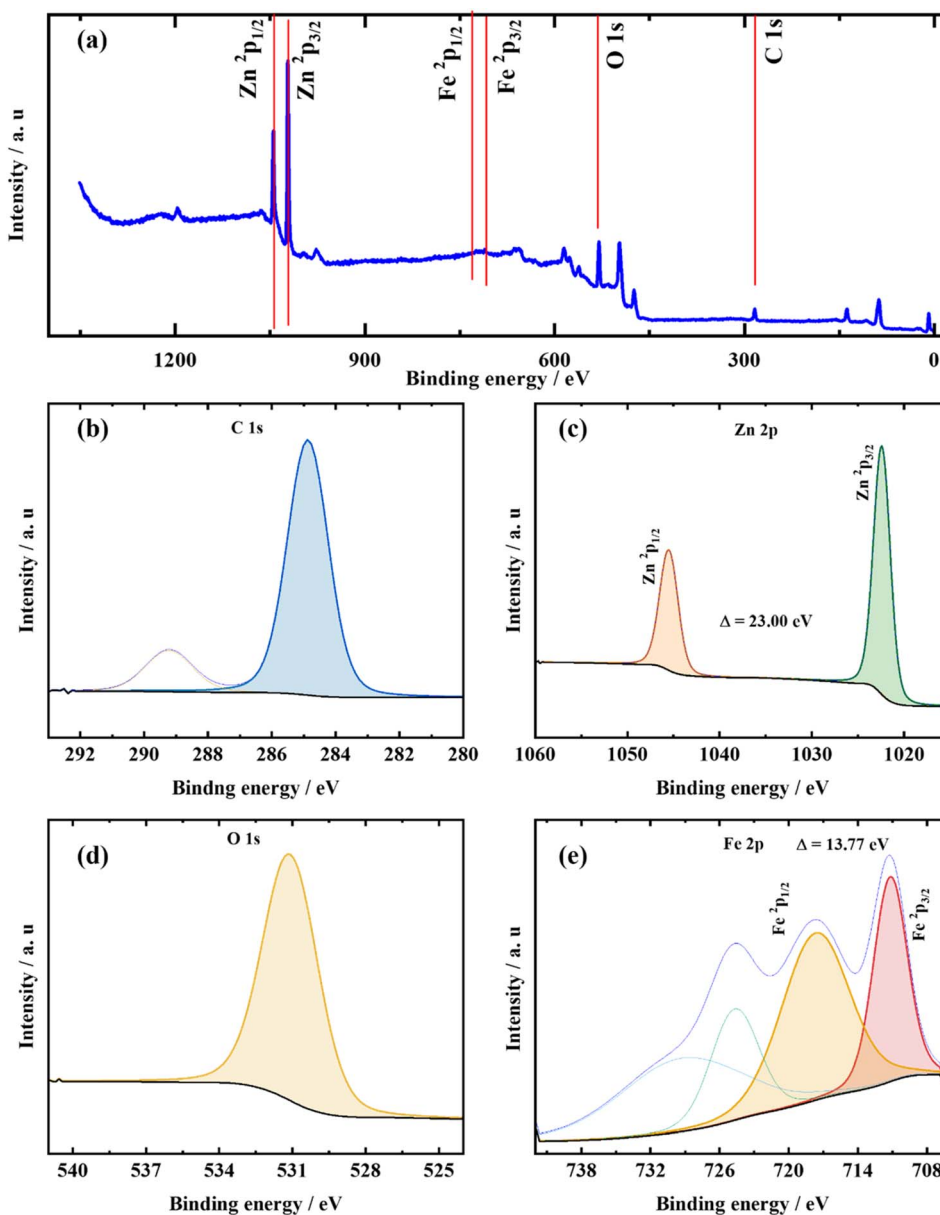 (a)
Zn ²p₁/₂
Zn ²p₃/₂
Fe ²p₁/₂
Fe ²p₃/₂
O 1s
C 1s
Intensity / a. u
1200 900 600 300 0
Binding energy / eV
(b)
C 1s
Intensity / a. u
292 290 288 286 284 282 280
Bindng energy / eV
(c)
Zn 2p
Zn ²p₁/₂
Zn ²p₃/₂
Δ = 23.00 eV
Intensity / a. u
1060 1050 1040 1030 1020
Binding energy / eV
(d)
O 1s
Intensity / a. u
540 537 534 531 528 525
Binding energy / eV
(e)
Fe 2p Δ = 13.77 eV
Fe ²p₁/₂
Fe ²p₃/₂
Intensity / a. u
738 732 726 720 714 708
Binding energy / eV